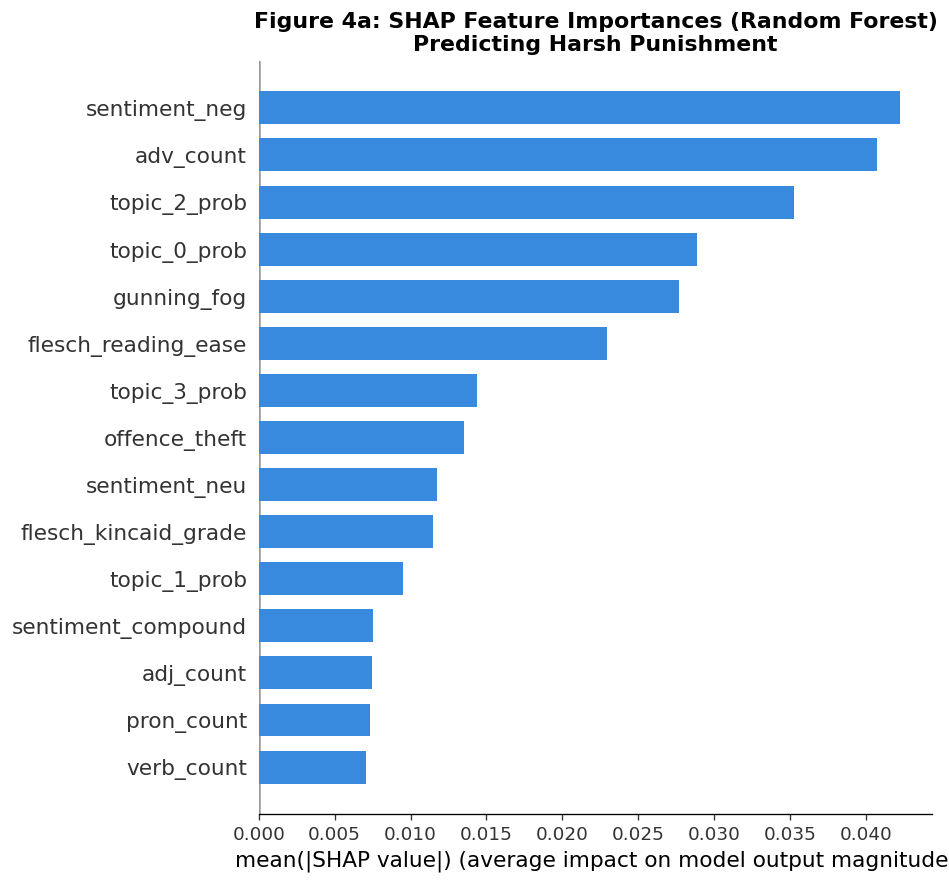 Figure 4a: SHAP Feature Importances (Random Forest)
Predicting Harsh Punishment
sentiment_neg
adv_count
topic_2_prob
topic_0_prob
gunning_fog
flesch_reading_ease
topic_3_prob
offence_theft
sentiment_neu
flesch_kincaid_grade
topic_1_prob
sentiment_compound
adj_count
pron_count
verb_count
0.000 0.005 0.010 0.015 0.020 0.025 0.030 0.035 0.040
mean(|SHAP value|) (average impact on model output magnitude